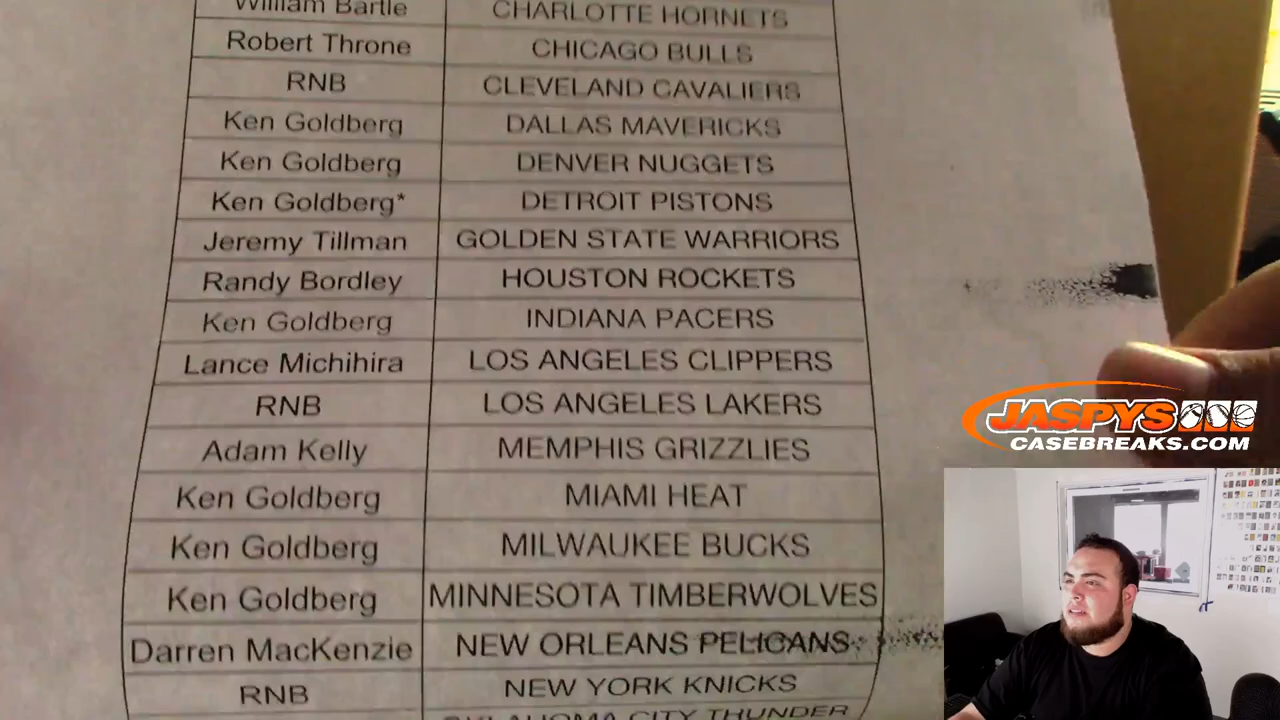 William Bartle CHARLOTTE HORNETS
Robert Throne CHICAGO BULLS
RNB CLEVELAND CAVALIERS
Ken Goldberg DALLAS MAVERICKS
Ken Goldberg DENVER NUGGETS
Ken Goldberg* DETROIT PISTONS
Jeremy Tillman GOLDEN STATE WARRIORS
Randy Bordley HOUSTON ROCKETS
Ken Goldberg INDIANA PACERS
Lance Michihira LOS ANGELES CLIPPERS
RNB LOS ANGELES LAKERS
Adam Kelly MEMPHIS GRIZZLIES
Ken Goldberg MIAMI HEAT
Ken Goldberg MILWAUKEE BUCKS
Ken Goldberg MINNESOTA TIMBERWOLVES
Darren MacKenzie NEW ORLEANS PELICANS
RNB NEW YORK KNICKS
OKLAHOMA CITY THUNDER
JASPYS
CASEBREAKS.COM